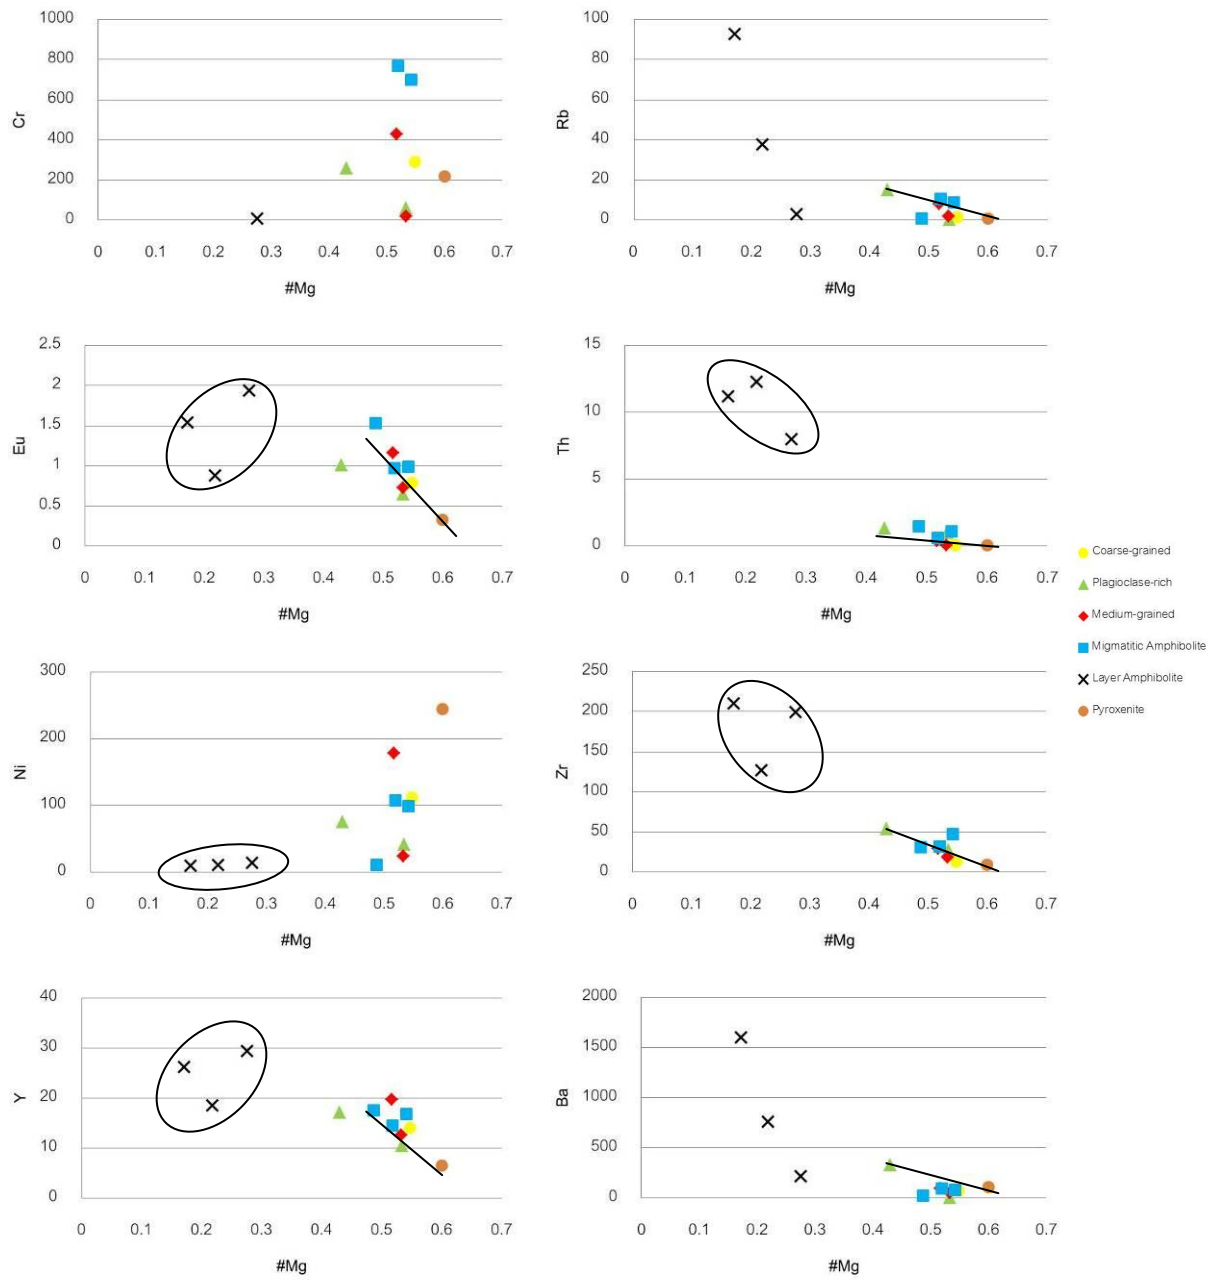 1000
800
600
400
200
0
Cr
0 0.1 0.2 0.3 0.4 0.5 0.6 0.7
#Mg
100
80
60
40
20
0
Rb
0 0.1 0.2 0.3 0.4 0.5 0.6 0.7
#Mg
2.5
2
1.5
1
0.5
0
Eu
0 0.1 0.2 0.3 0.4 0.5 0.6 0.7
#Mg
15
10
5
0
Th
0 0.1 0.2 0.3 0.4 0.5 0.6 0.7
#Mg
Coarse-grained
Plagioclase-rich
Medium-grained
Migmatitic Amphibolite
Layer Amphibolite
Pyroxenite
300
200
100
0
Ni
0 0.1 0.2 0.3 0.4 0.5 0.6 0.7
#Mg
250
200
150
100
50
0
Zr
0 0.1 0.2 0.3 0.4 0.5 0.6 0.7
#Mg
40
30
20
10
0
Y
0 0.1 0.2 0.3 0.4 0.5 0.6 0.7
#Mg
2000
1500
1000
500
0
Ba
0 0.1 0.2 0.3 0.4 0.5 0.6 0.7
#Mg